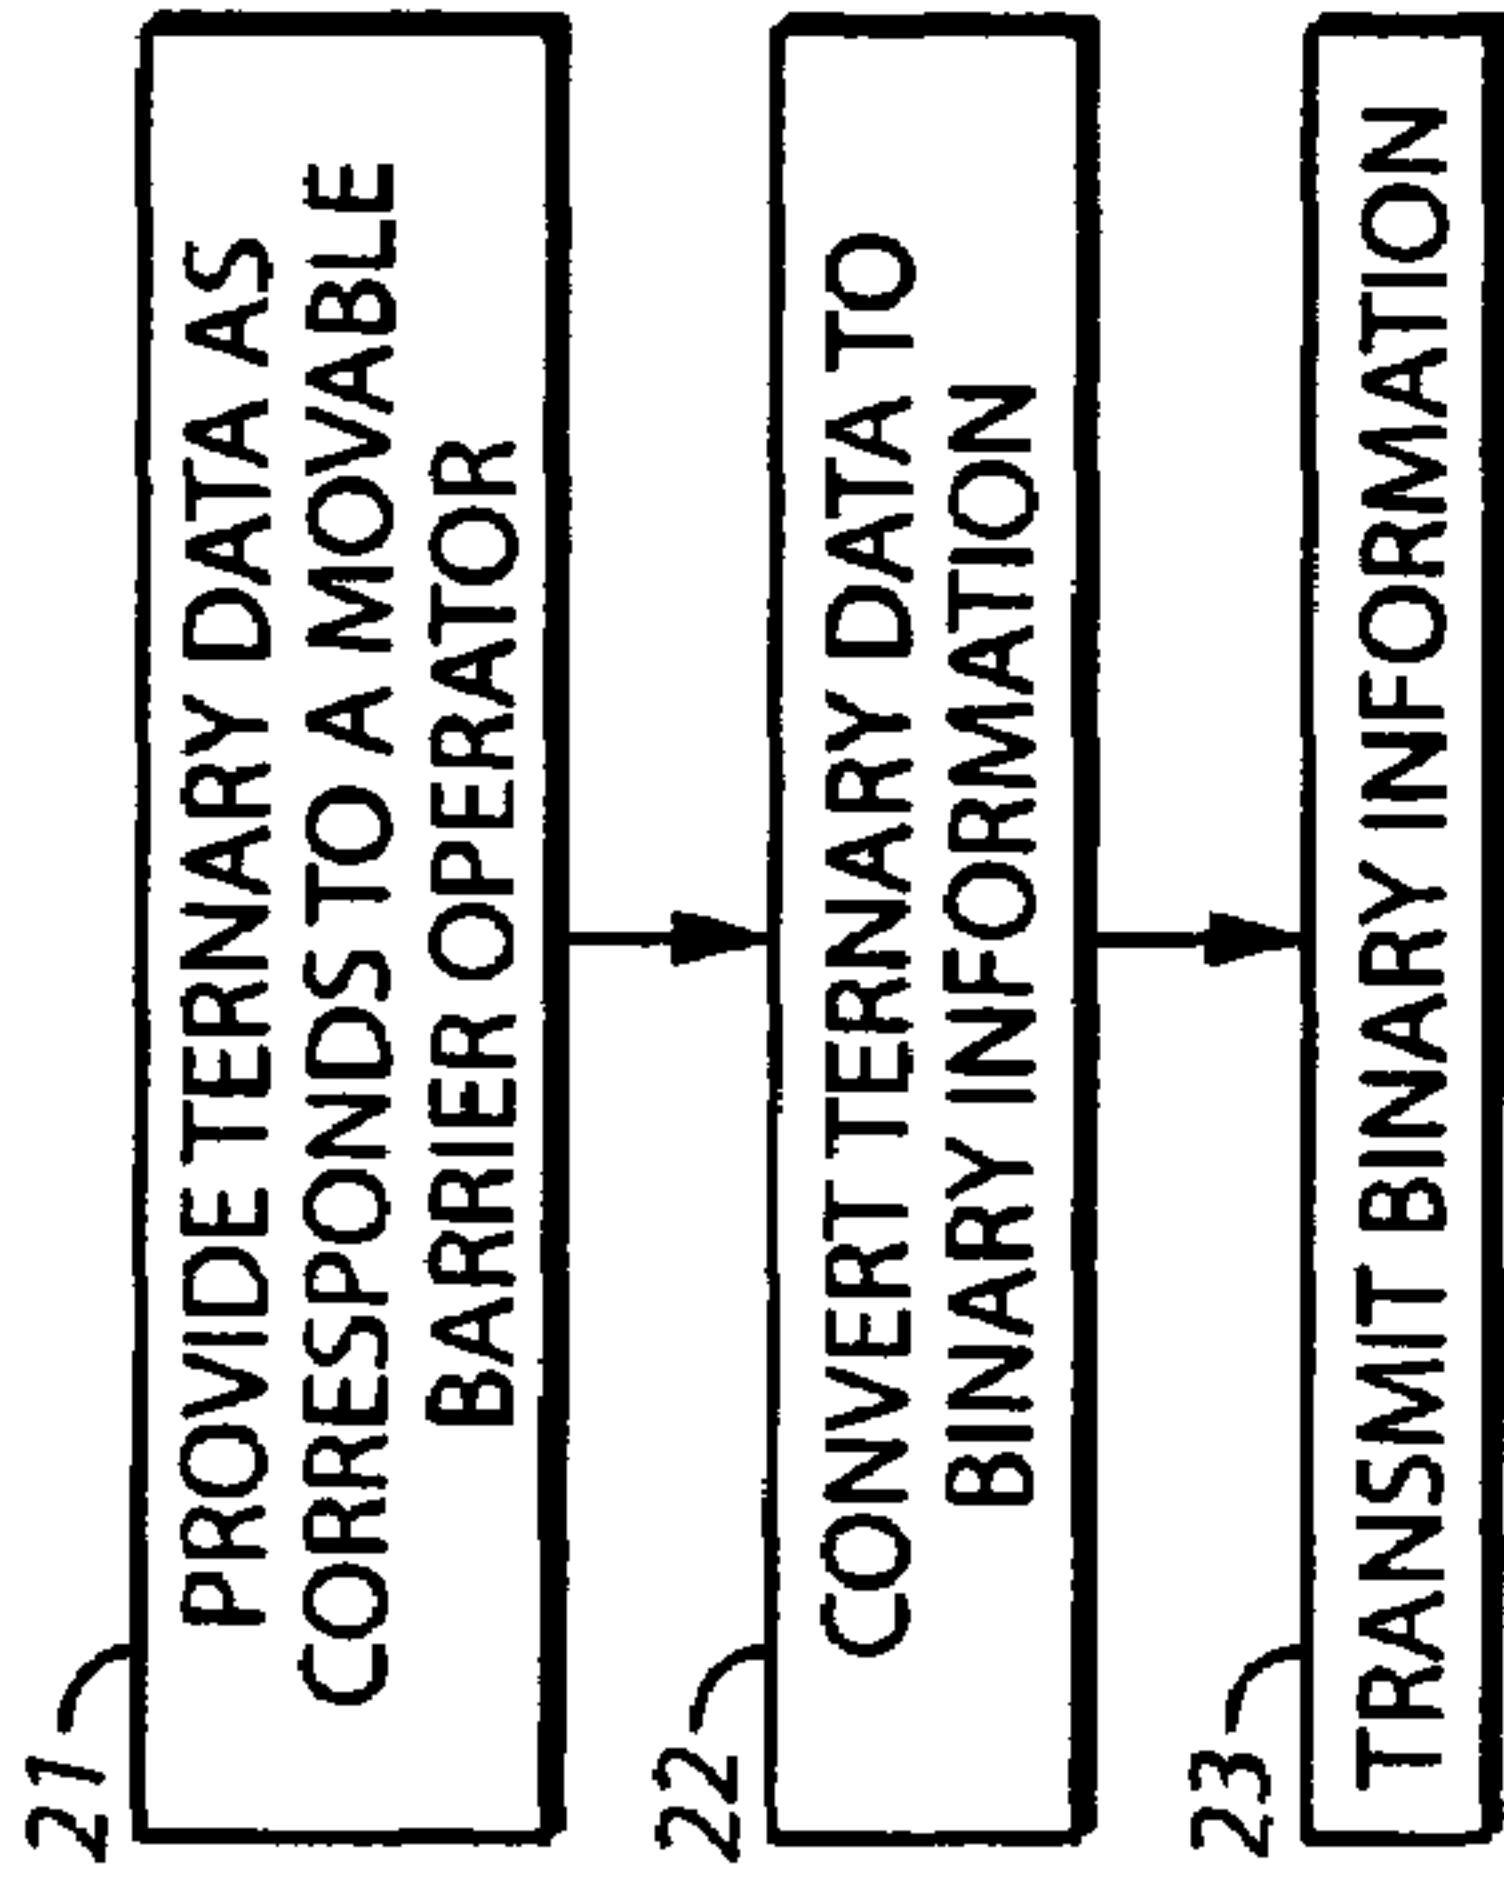 21
PROVIDE TERNARY DATA AS
CORRESPONDS TO A MOVABLE
BARRIER OPERATOR
22
CONVERT TERNARY DATA TO
BINARY INFORMATION
23
TRANSMIT BINARY INFORMATION